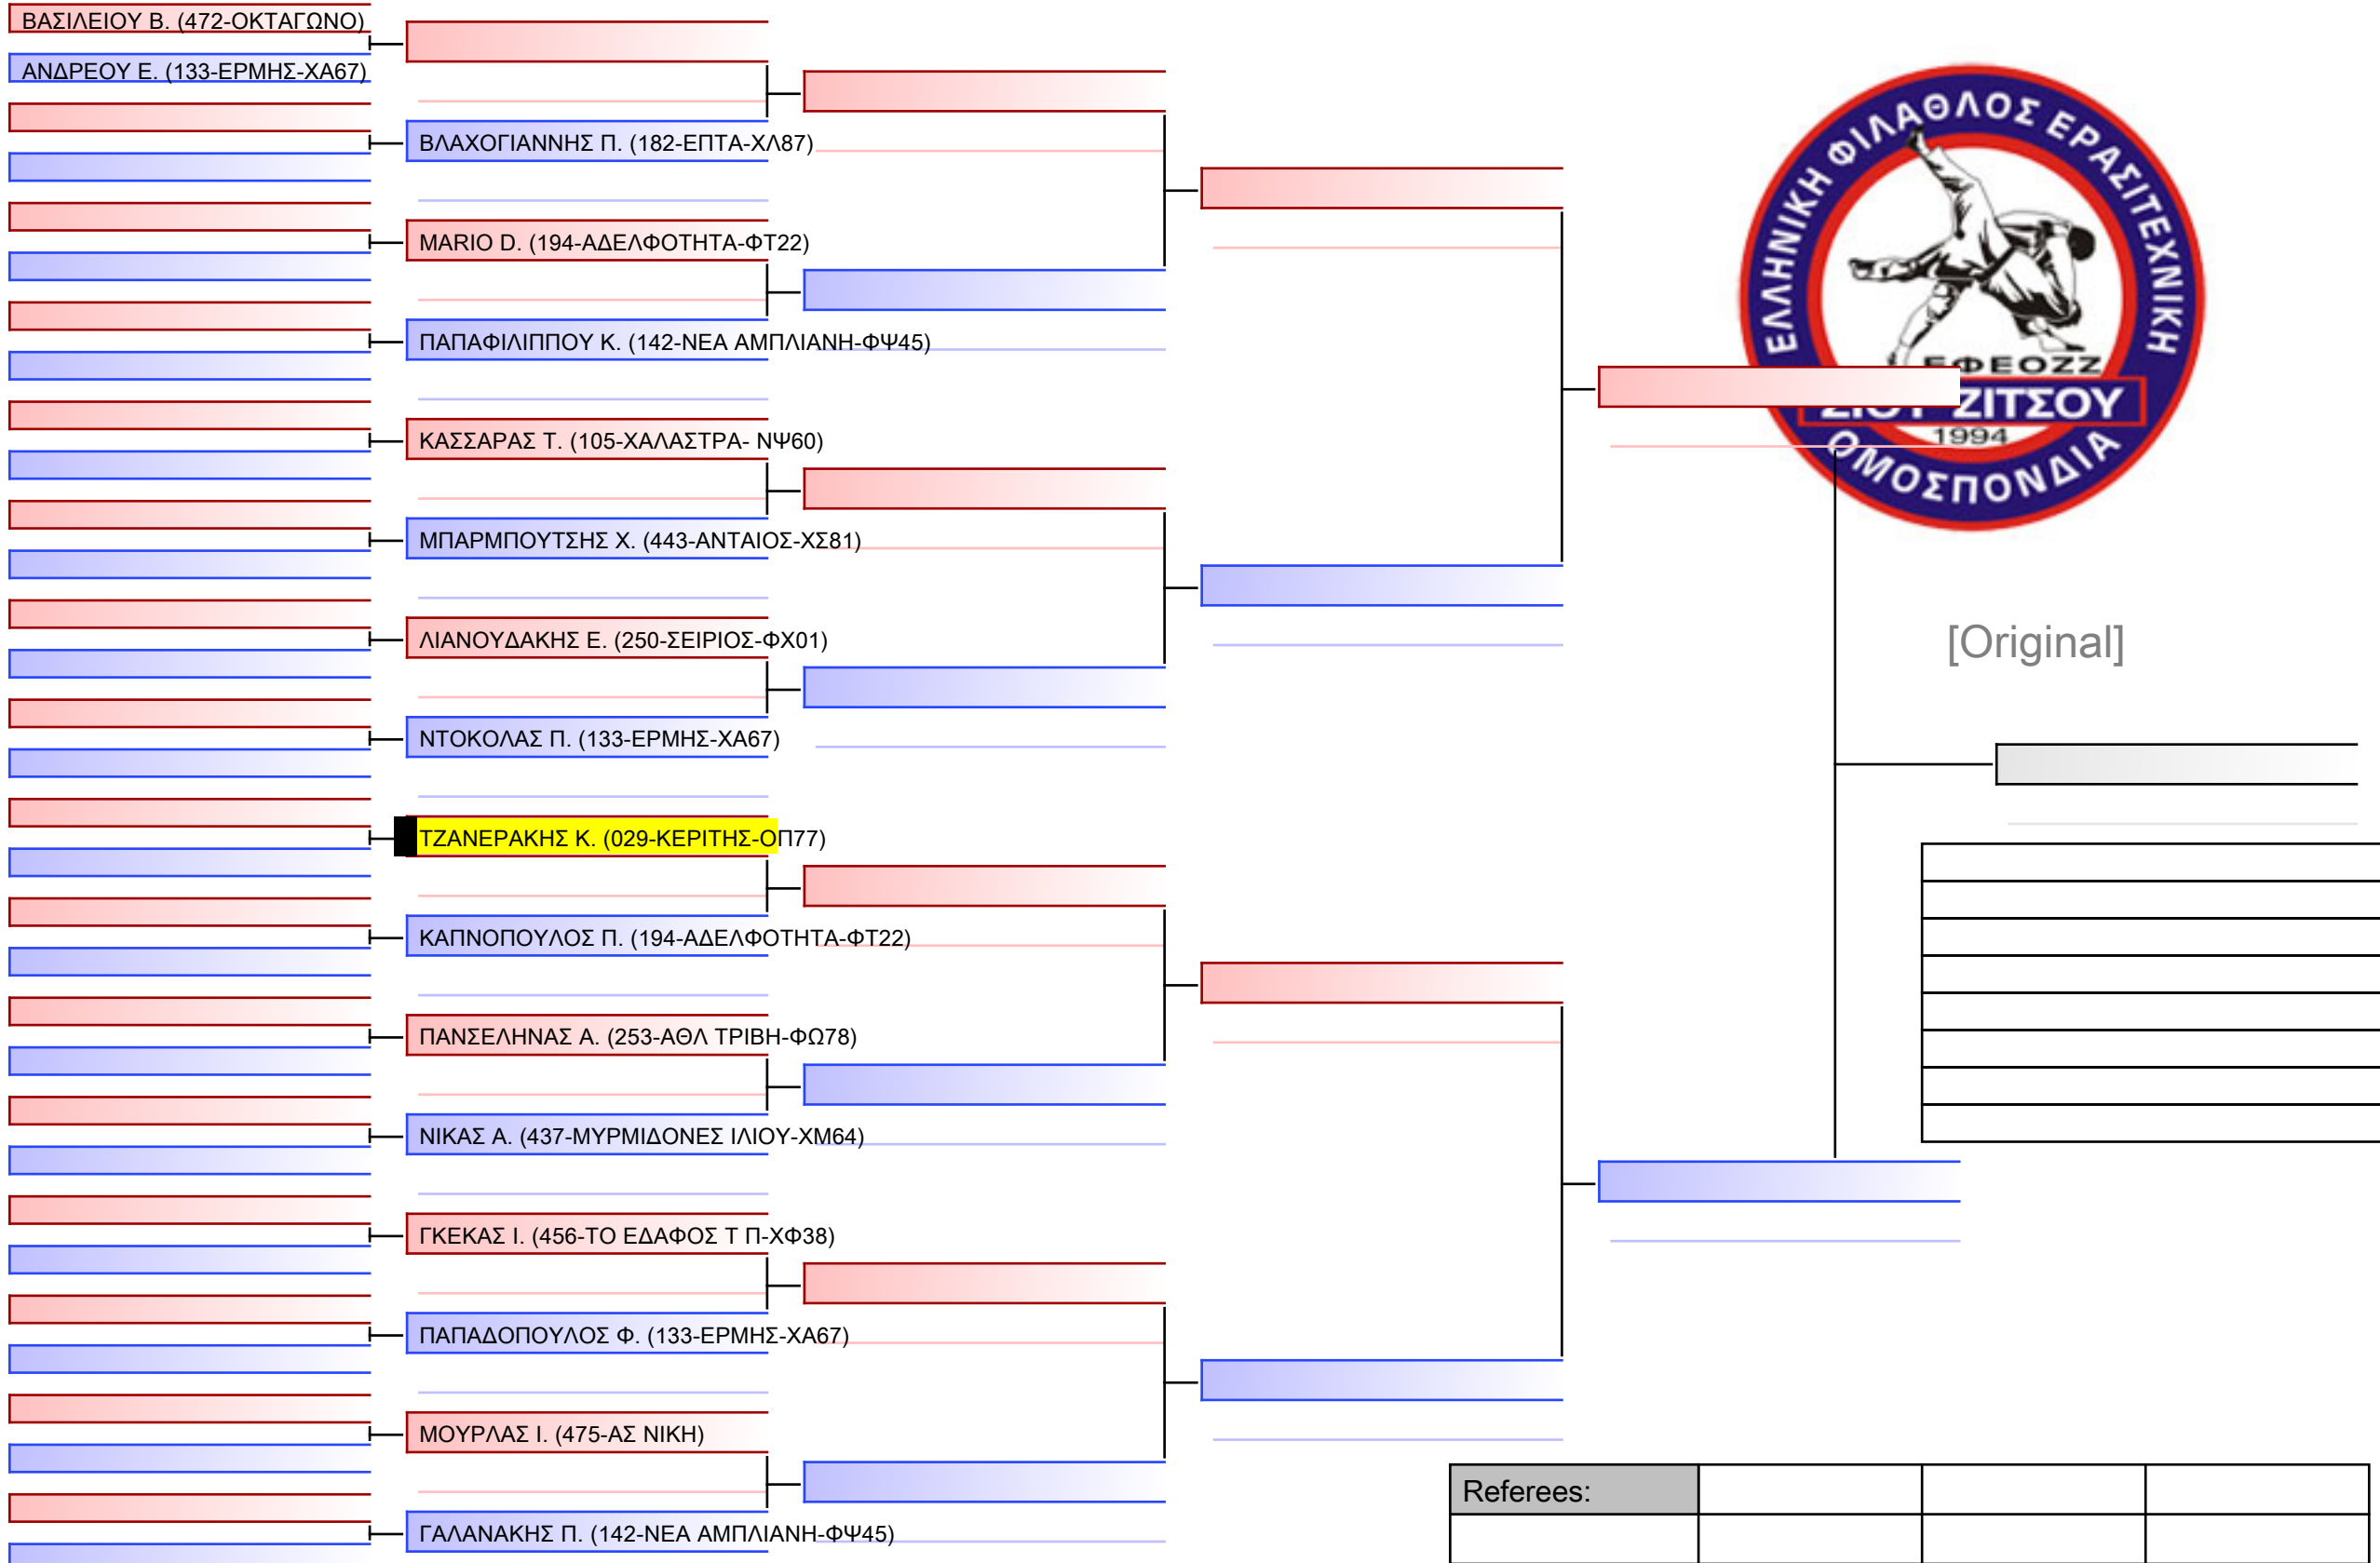 ΒΑΣΙΛΕΙΟΥ Β. (472-ΟΚΤΑΓΩΝΟ)
ΑΝΔΡΕΟΥ Ε. (133-ΕΡΜΗΣ-ΧΑ67)
ΒΛΑΧΟΓΙΑΝΝΗΣ Π. (182-ΕΠΤΑ-ΧΛ87)
MARIO D. (194-ΑΔΕΛΦΟΤΗΤΑ-ΦΤ22)
ΠΑΠΑΦΙΛΙΠΠΟΥ Κ. (142-ΝΕΑ ΑΜΠΛΙΑΝΗ-ΦΨ45)
ΚΑΣΣΑΡΑΣ Τ. (105-ΧΑΛΑΣΤΡΑ- ΝΨ60)
ΜΠΑΡΜΠΟΥΤΣΗΣ Χ. (443-ΑΝΤΑΙΟΣ-ΧΣ81)
ΛΙΑΝΟΥΔΑΚΗΣ Ε. (250-ΣΕΙΡΙΟΣ-ΦΧ01)
ΝΤΟΚΟΛΑΣ Π. (133-ΕΡΜΗΣ-ΧΑ67)
ΤΖΑΝΕΡΑΚΗΣ Κ. (029-ΚΕΡΙΤΗΣ-ΟΠ77)
ΚΑΠΝΟΠΟΥΛΟΣ Π. (194-ΑΔΕΛΦΟΤΗΤΑ-ΦΤ22)
ΠΑΝΣΕΛΗΝΑΣ Α. (253-ΑΘΛ ΤΡΙΒΗ-ΦΩ78)
ΝΙΚΑΣ Α. (437-ΜΥΡΜΙΔΟΝΕΣ ΙΛΙΟΥ-ΧΜ64)
ΓΚΕΚΑΣ Ι. (456-ΤΟ ΕΔΑΦΟΣ Τ Π-ΧΦ38)
ΠΑΠΑΔΟΠΟΥΛΟΣ Φ. (133-ΕΡΜΗΣ-ΧΑ67)
ΜΟΥΡΛΑΣ Ι. (475-ΑΣ ΝΙΚΗ)
ΓΑΛΑΝΑΚΗΣ Π. (142-ΝΕΑ ΑΜΠΛΙΑΝΗ-ΦΨ45)
ΕΛΛΗΝΙΚΗ ΦΙΛΑΘΛΟΣ ΕΡΑΣΙΤΕΧΝΙΚΗ
ΕΦΕΟΖΖ
ΖΙΟΥ ΖΙΤΣΟΥ
1994
ΟΜΟΣΠΟΝΔΙΑ
[Original]
Referees: